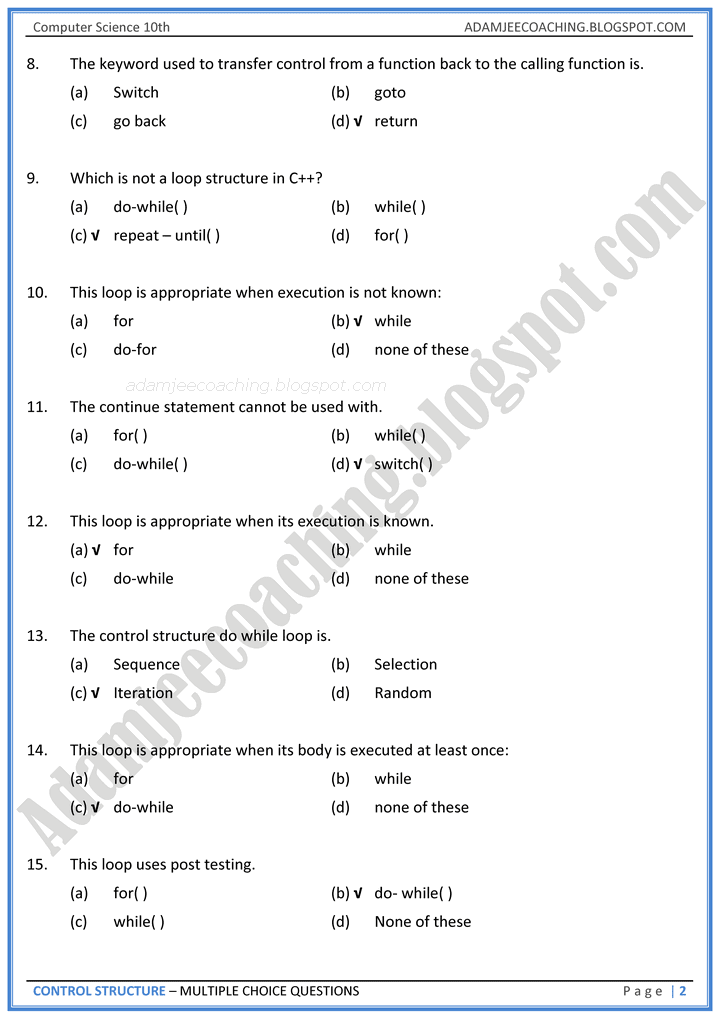 Computer Science 10th ADAMJEECOACHING.BLOGSPOT.COM
8. The keyword used to transfer control from a function back to the calling function is.
(a) Switch (b) goto
(c) go back (d) √ return
9. Which is not a loop structure in C++?
(a) do-while( ) (b) while( )
(c) √ repeat – until( ) (d) for( )
10. This loop is appropriate when execution is not known:
(a) for (b) √ while
(c) do-for (d) none of these
adamjeecoaching.blogspot.com
11. The continue statement cannot be used with.
(a) for( ) (b) while( )
(c) do-while( ) (d) √ switch( )
12. This loop is appropriate when its execution is known.
(a) √ for (b) while
(c) do-while (d) none of these
13. The control structure do while loop is.
(a) Sequence (b) Selection
(c) √ Iteration (d) Random
14. This loop is appropriate when its body is executed at least once:
(a) for (b) while
(c) √ do-while (d) none of these
15. This loop uses post testing.
(a) for( ) (b) √ do- while( )
(c) while( ) (d) None of these
Adamjeecoaching.blogspot.com
CONTROL STRUCTURE – MULTIPLE CHOICE QUESTIONS P a g e | 2